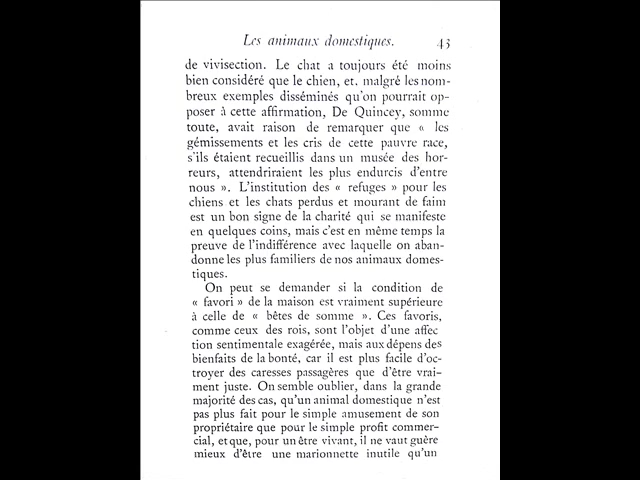 Les animaux domestiques. 43
de vivisection. Le chat a toujours été moins
bien considéré que le chien, et. malgré les nom-
breux exemples disséminés qu'on pourrait op-
poser à cette affirmation, De Quincey, somme
toute, avait raison de remarquer que « les
gémissements et les cris de cette pauvre race,
s'ils étaient recueillis dans un musée des hor-
reurs, attendriraient les plus endurcis d'entre
nous ». L'institution des « refuges » pour les
chiens et les chats perdus et mourant de faim
est un bon signe de la charité qui se manifeste
en quelques coins, mais c'est en même temps la
preuve de l'indifférence avec laquelle on aban-
donne les plus familiers de nos animaux domes-
tiques.
On peut se demander si la condition de
« favori » de la maison est vraiment supérieure
à celle de « bêtes de somme ». Ces favoris,
comme ceux des rois, sont l'objet d'une affec
tion sentimentale exagérée, mais aux dépens des
bienfaits de la bonté, car il est plus facile d'oc-
troyer des caresses passagères que d'être vrai-
ment juste. On semble oublier, dans la grande
majorité des cas, qu'un animal domestique n'est
pas plus fait pour le simple amusement de son
propriétaire que pour le simple profit commer-
cial, et que, pour un être vivant, il ne vaut guère
mieux d'être une marionnette inutile qu'un